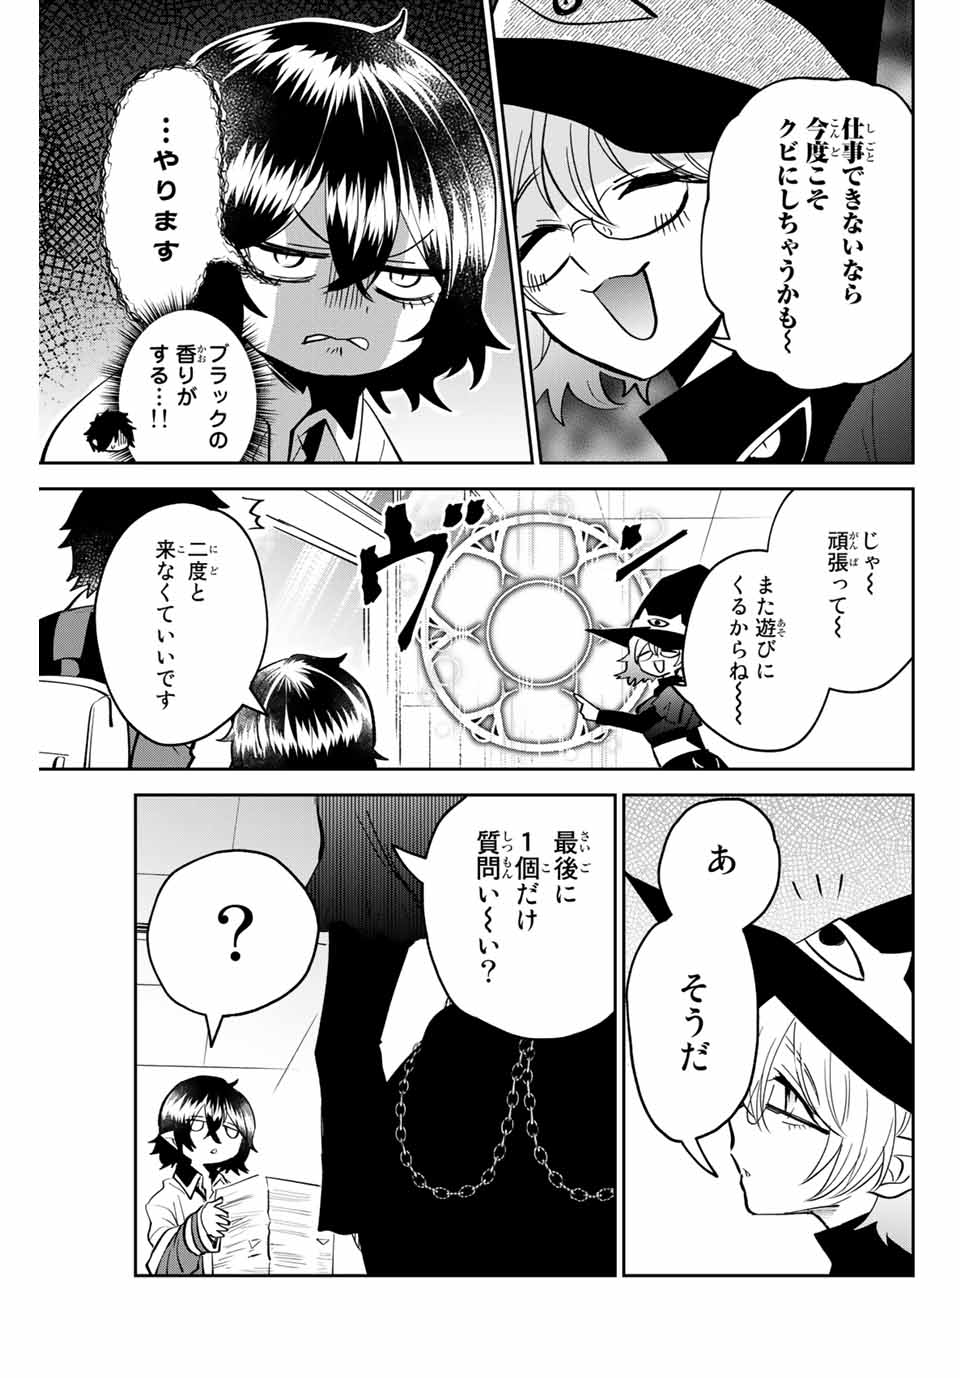 仕事できないなら
今度こそ
クビにしちゃうかも〜
…やります
ブラックの
香りが
する…!!
じゃ〜
頑張って〜
また遊びに
くるからね〜
ヴン
二度と
来なくていいです
あ
そうだ
最後に
1個だけ
質問い〜い?
?